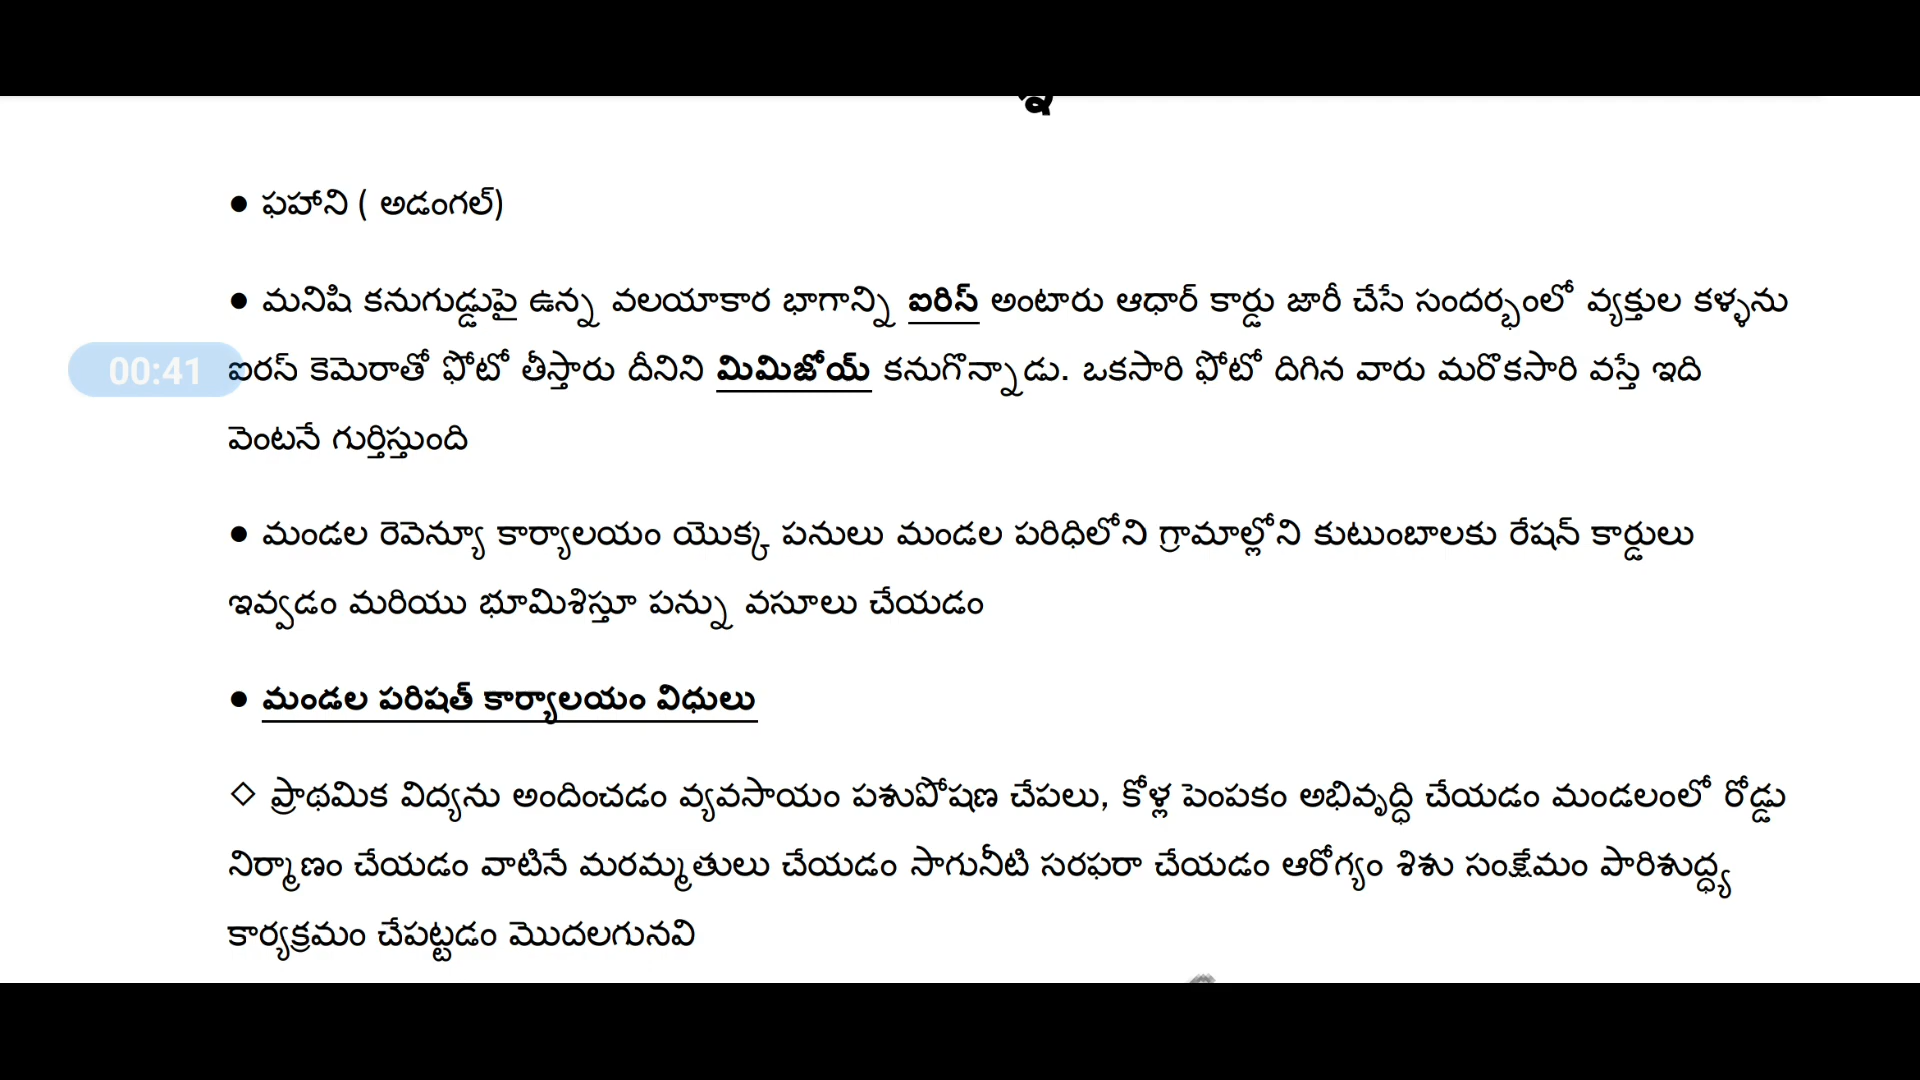 ● ఫహాని ( అడంగల్)
● మనిషి కనుగుడ్డుపై ఉన్న వలయాకార భాగాన్ని ఐరిస్ అంటారు ఆధార్ కార్డు జారీ చేసే సందర్భంలో వ్యక్తుల కళ్ళను
00:41 ఐరస్ కెమెరాతో ఫోటో తీస్తారు దీనిని మిమిజోయ్ కనుగొన్నాడు. ఒకసారి ఫోటో దిగిన వారు మరొకసారి వస్తే ఇది
వెంటనే గుర్తిస్తుంది
● మండల రెవెన్యూ కార్యాలయం యొక్క పనులు మండల పరిధిలోని గ్రామాల్లోని కుటుంబాలకు రేషన్ కార్డులు
ఇవ్వడం మరియు భూమిశిస్తూ పన్ను వసూలు చేయడం
● మండల పరిషత్ కార్యాలయం విధులు
◇ ప్రాథమిక విద్యను అందించడం వ్యవసాయం పశుపోషణ చేపలు, కోళ్ల పెంపకం అభివృద్ధి చేయడం మండలంలో రోడ్డు
నిర్మాణం చేయడం వాటినే మరమ్మతులు చేయడం సాగునీటి సరఫరా చేయడం ఆరోగ్యం శిశు సంక్షేమం పారిశుద్ధ్య
కార్యక్రమం చేపట్టడం మొదలగునవి